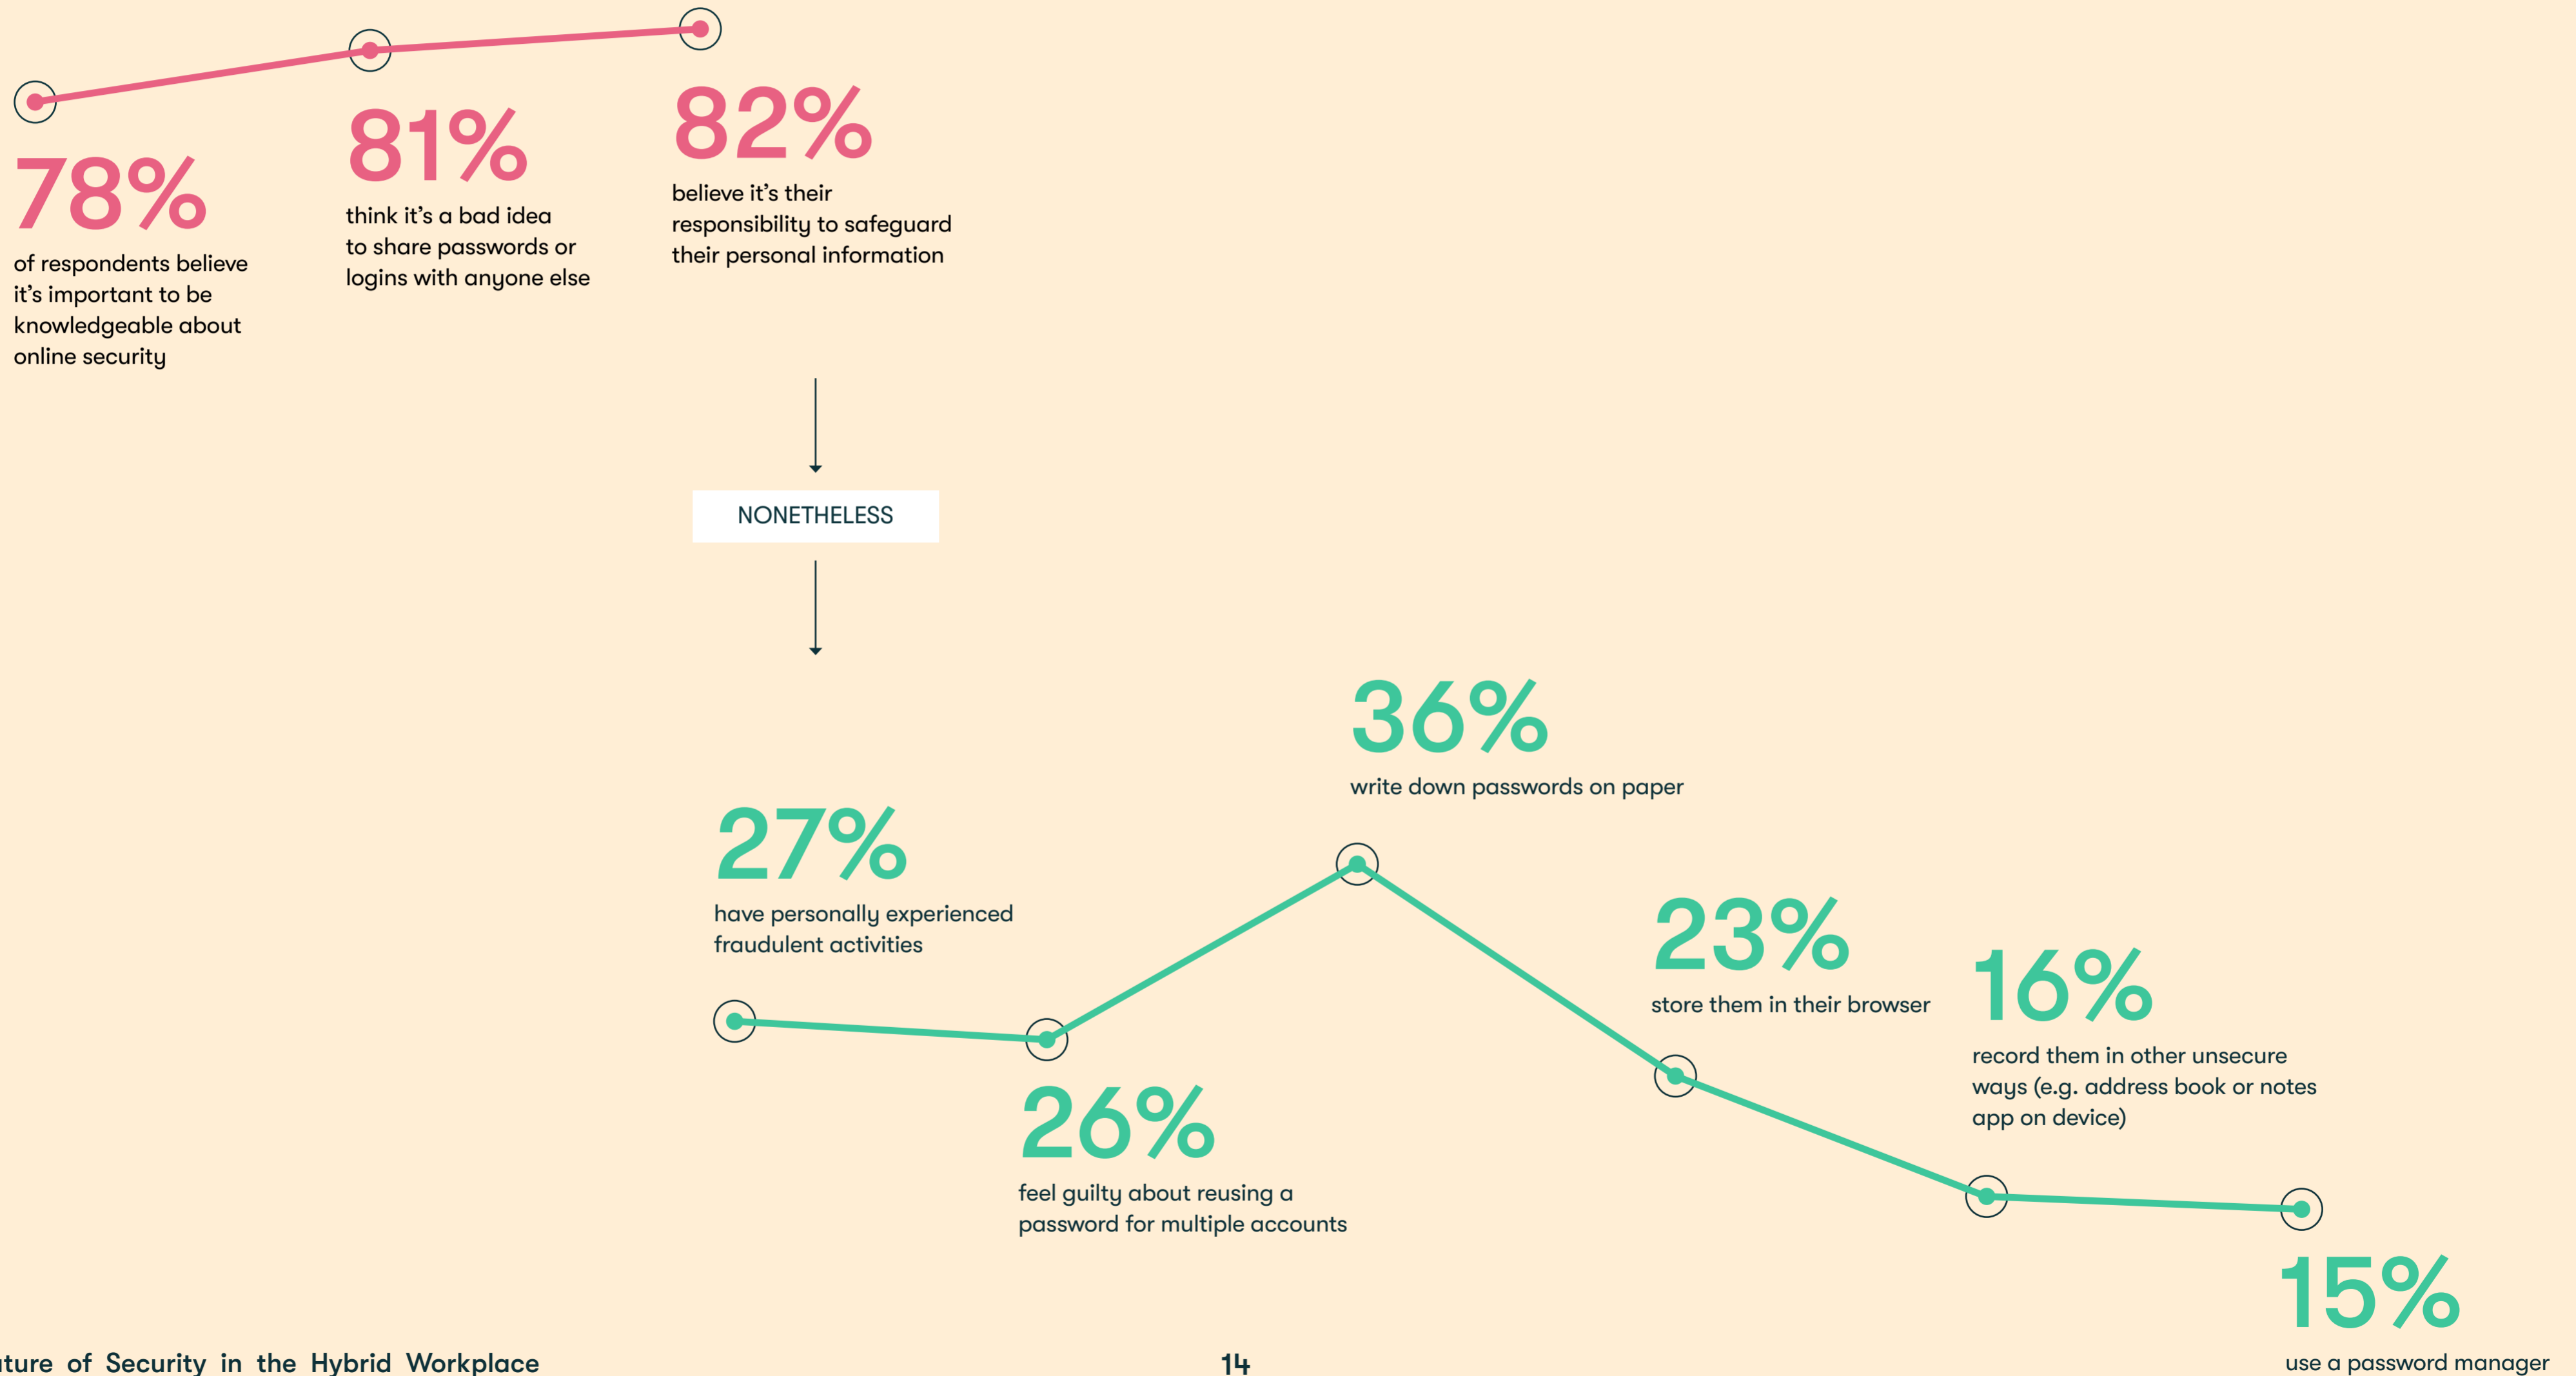 78%
of respondents believe
it’s important to be
knowledgeable about
online security
81%
think it’s a bad idea
to share passwords or
logins with anyone else
82%
believe it’s their
responsibility to safeguard
their personal information
NONETHELESS
27%
have personally experienced
fraudulent activities
26%
feel guilty about reusing a
password for multiple accounts
36%
write down passwords on paper
23%
store them in their browser
16%
record them in other unsecure
ways (e.g. address book or notes
app on device)
15%
use a password manager
of Security in the Hybrid Workplace
14